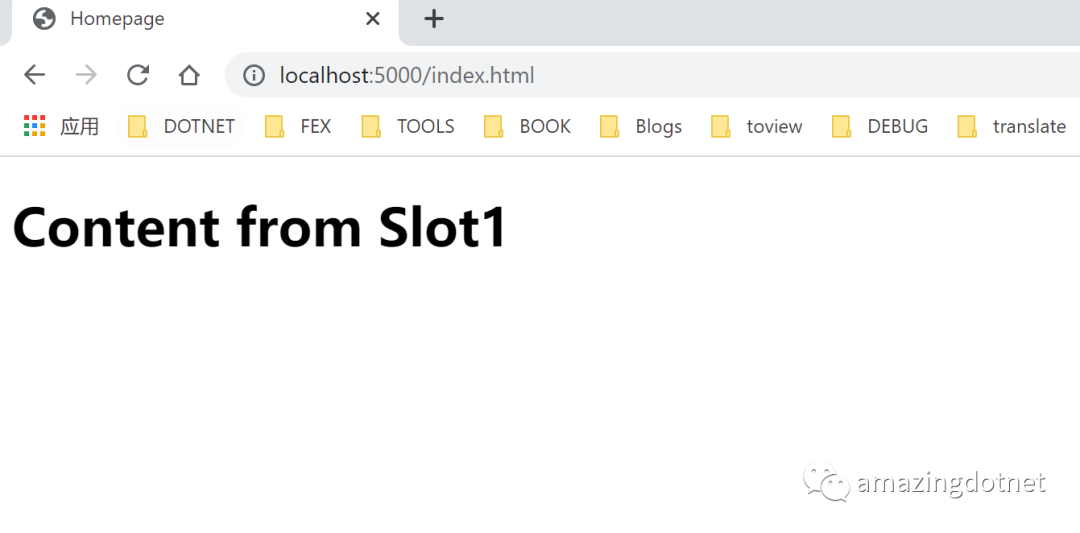 Homepage
localhost:5000/index.html
应用 DOTNET FEX TOOLS BOOK Blogs toview DEBUG translate
Content from Slot1
amazingdotnet